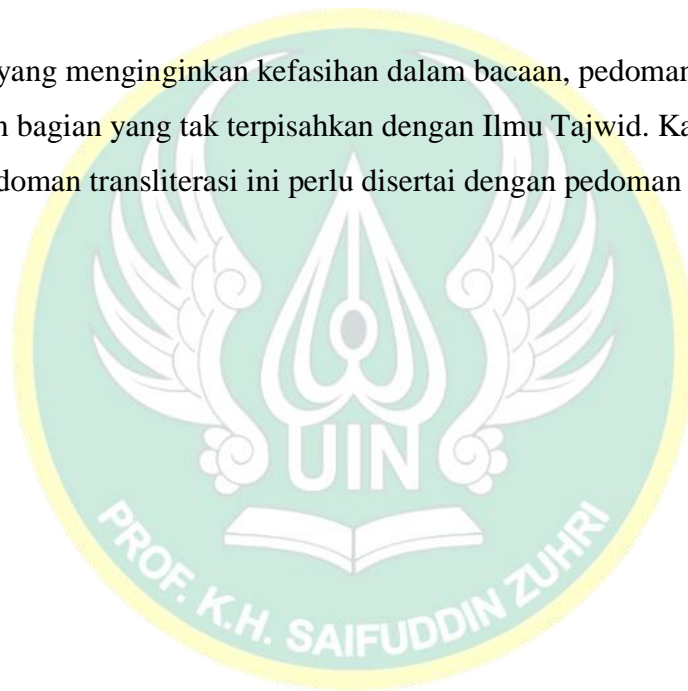 yang menginginkan kefasihan dalam bacaan, pedoman
n bagian yang tak terpisahkan dengan Ilmu Tajwid. Ka
doman transliterasi ini perlu disertai dengan pedoman
UIN
PROF. K.H. SAIFUDDIN ZUHRI